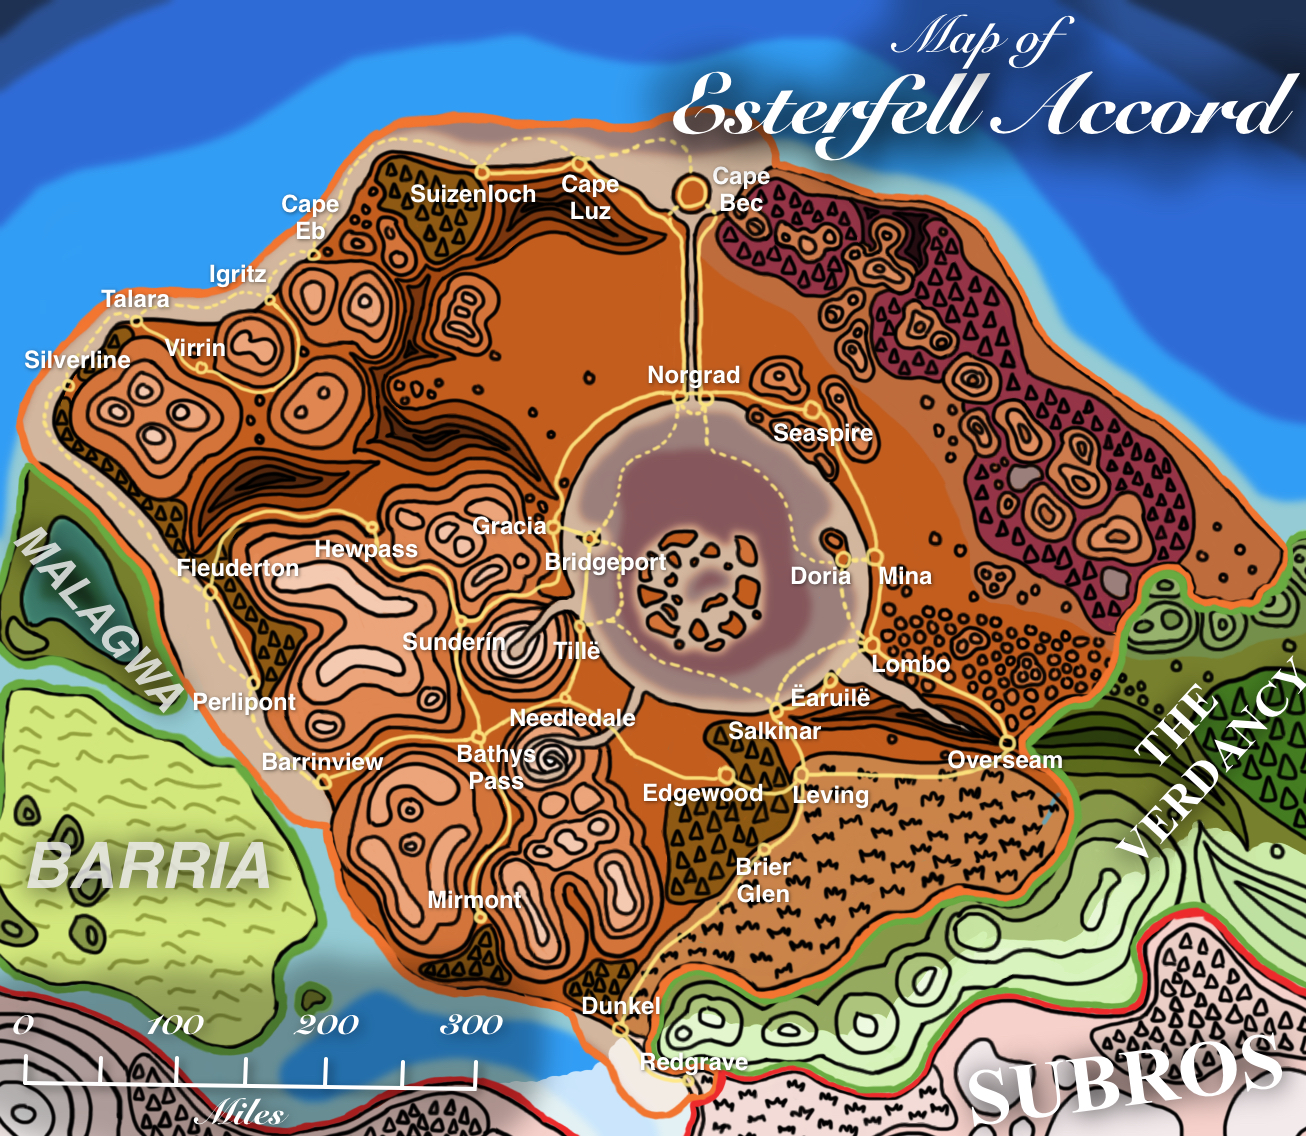 Map of
Esterfell Accord
Cape
Bec
Suizenloch
Cape
Luz
Cape
Eb
Igritz
Talara
Virrin
Silverline
Norgrad
Seaspire
Gracia
Hewpass
Bridgeport
Fleuderton
Doria
Mina
MALAGWA
Sunderín
Tillë
Lombo
Ëaruilë
Perlipont
Needledale
Salkinar
THE
VERDANCY
Barrinview
Bathys
Pass
Overseam
Edgewood
Leving
BARRIA
Brier
Glen
Mirmont
Dunkel
Redgrave
SUBROS
0 100 200 300
Miles